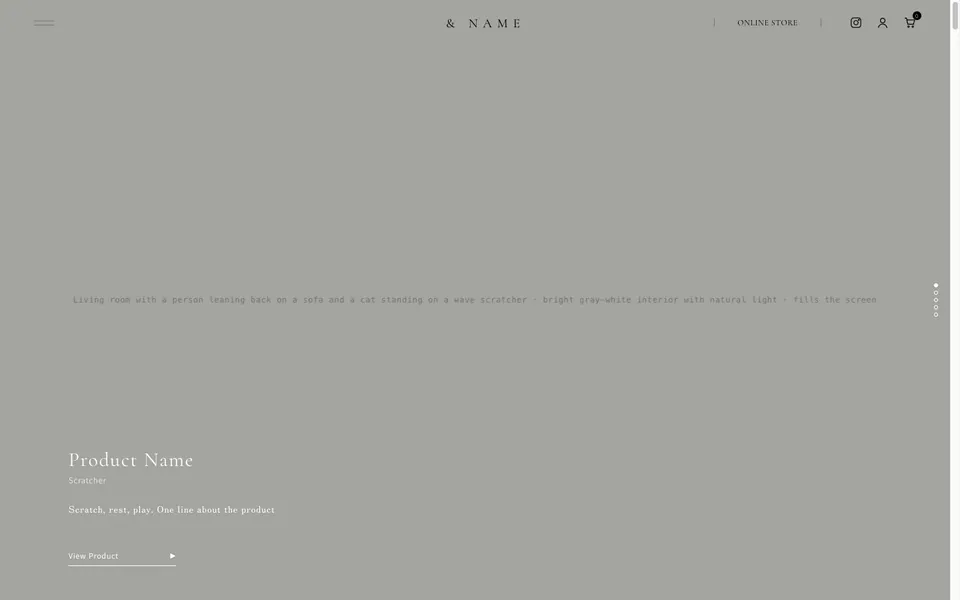 & NAME
ONLINE STORE
0
Living room with a person leaning back on a sofa and a cat standing on a wave scratcher · bright gray-white interior with natural light · fills the screen
Product Name
Scratcher
Scratch, rest, play. One line about the product
View Product